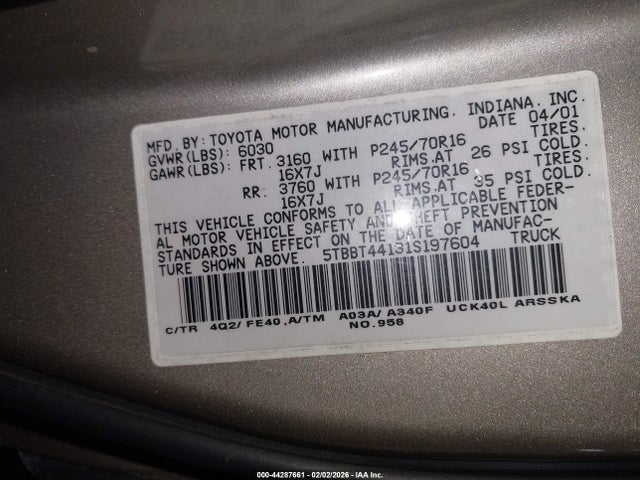 MFD. BY: TOYOTA MOTOR MANUFACTURING. INDIANA. INC.
GVWR(LBS): 6030 DATE 04/01
GAWR(LBS): FRT. 3160 WITH P245/70R16 TIRES.
16X7J RIMS,AT 26 PSI COLD.
RR. 3760 WITH P245/70R16 TIRES.
16X7J RIMS,AT 35 PSI COLD.
THIS VEHICLE CONFORMS TO ALL APPLICABLE FEDER-
AL MOTOR VEHICLE SAFETY AND THEFT PREVENTION
STANDARDS IN EFFECT ON THE DATE OF MANUFAC-
TURE SHOWN ABOVE. 5TBBT44131S197604 TRUCK
C/TR 4Q2/ FE40 ,A/TM A03A/ A340F UCK40L ARSSKA
NO.958
000-44287661 - 02/02/2026 - IAA Inc.